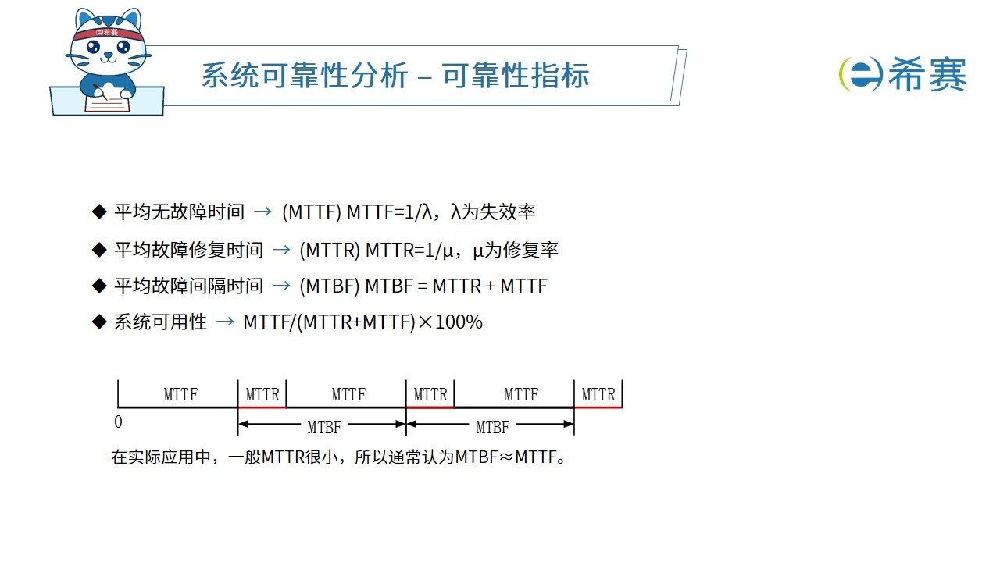 希赛
系统可靠性分析 – 可靠性指标
希赛
◆ 平均无故障时间 → (MTTF) MTTF=1/λ，λ为失效率
◆ 平均故障修复时间 → (MTTR) MTTR=1/μ，μ为修复率
◆ 平均故障间隔时间 → (MTBF) MTBF = MTTR + MTTF
◆ 系统可用性 → MTTF/(MTTR+MTTF)×100%
MTTF MTTR MTTF MTTR MTTF MTTR
0 MTBF MTBF
在实际应用中，一般MTTR很小，所以通常认为MTBF≈MTTF。